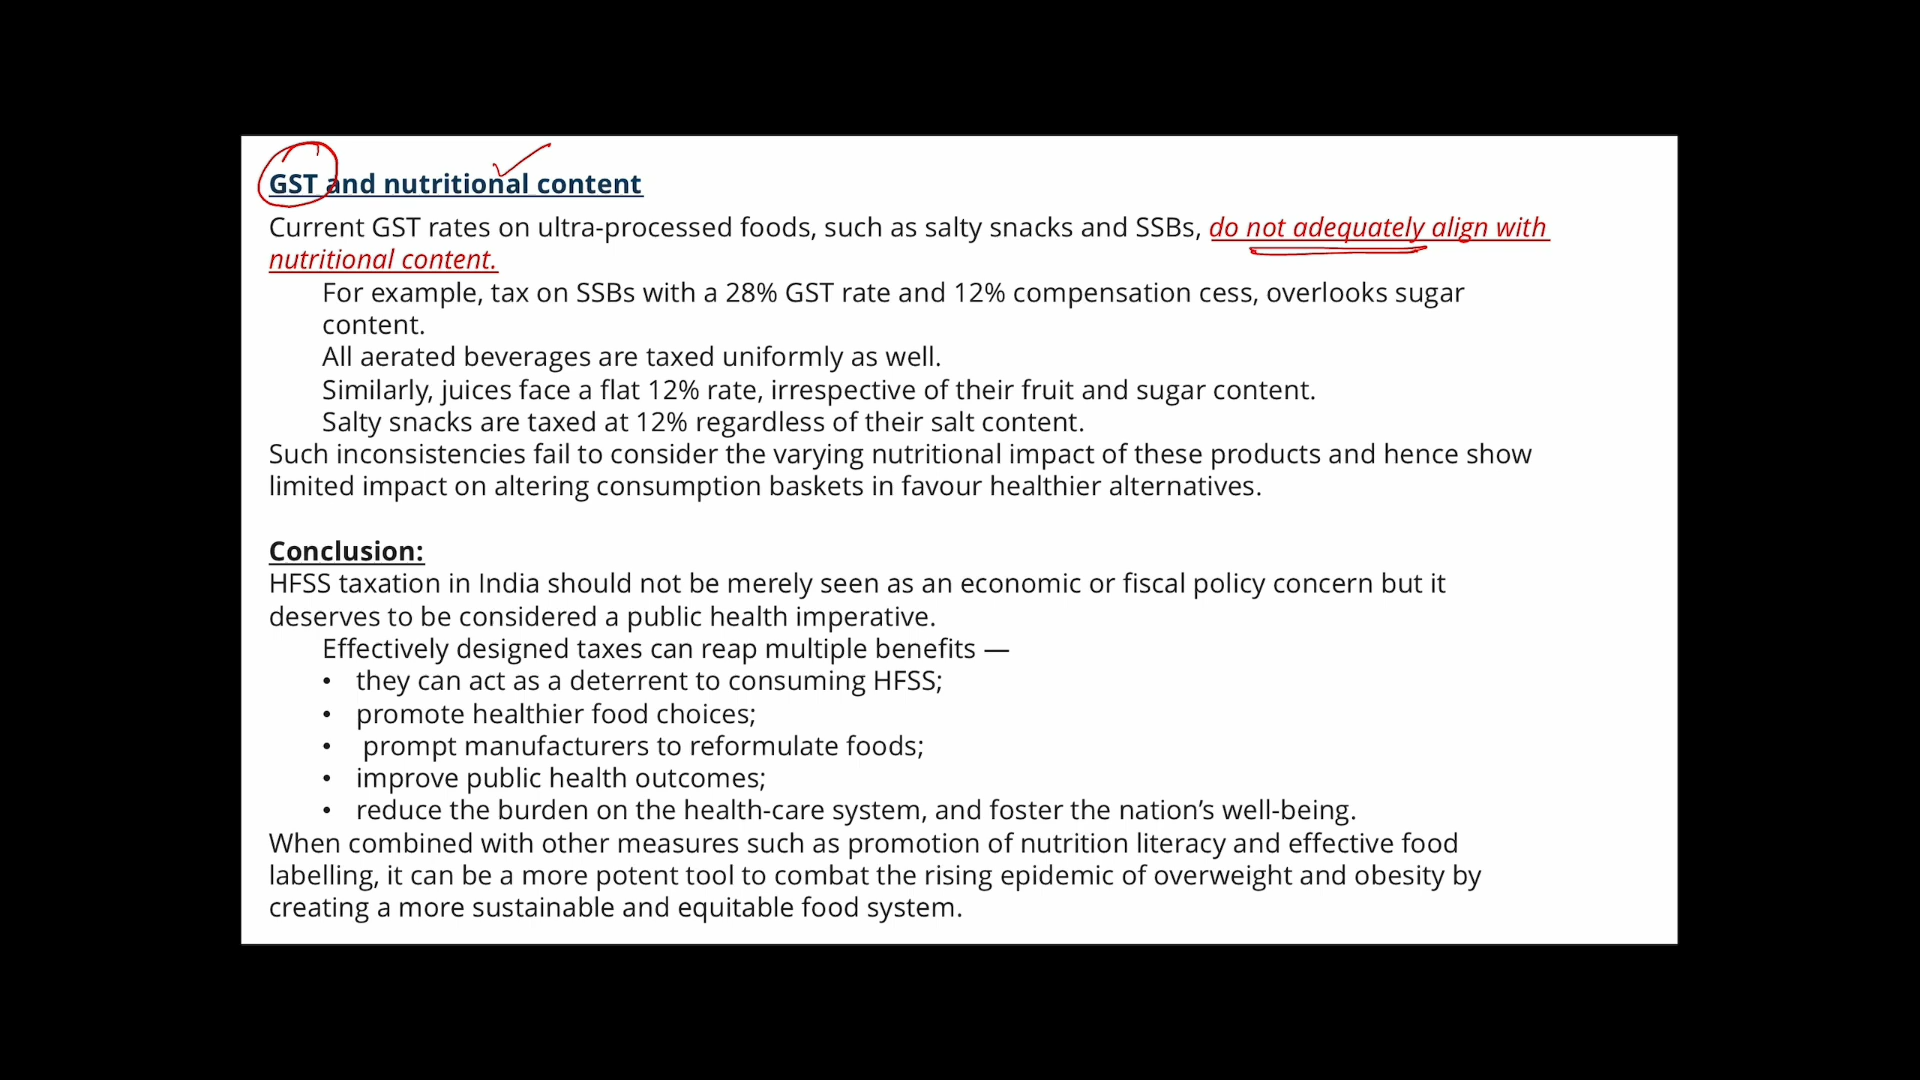 GST and nutritional content
Current GST rates on ultra-processed foods, such as salty snacks and SSBs, do not adequately align with
nutritional content.
For example, tax on SSBs with a 28% GST rate and 12% compensation cess, overlooks sugar
content.
All aerated beverages are taxed uniformly as well.
Similarly, juices face a flat 12% rate, irrespective of their fruit and sugar content.
Salty snacks are taxed at 12% regardless of their salt content.
Such inconsistencies fail to consider the varying nutritional impact of these products and hence show
limited impact on altering consumption baskets in favour healthier alternatives.
Conclusion:
HFSS taxation in India should not be merely seen as an economic or fiscal policy concern but it
deserves to be considered a public health imperative.
Effectively designed taxes can reap multiple benefits —
• they can act as a deterrent to consuming HFSS;
• promote healthier food choices;
• prompt manufacturers to reformulate foods;
• improve public health outcomes;
• reduce the burden on the health-care system, and foster the nation’s well-being.
When combined with other measures such as promotion of nutrition literacy and effective food
labelling, it can be a more potent tool to combat the rising epidemic of overweight and obesity by
creating a more sustainable and equitable food system.